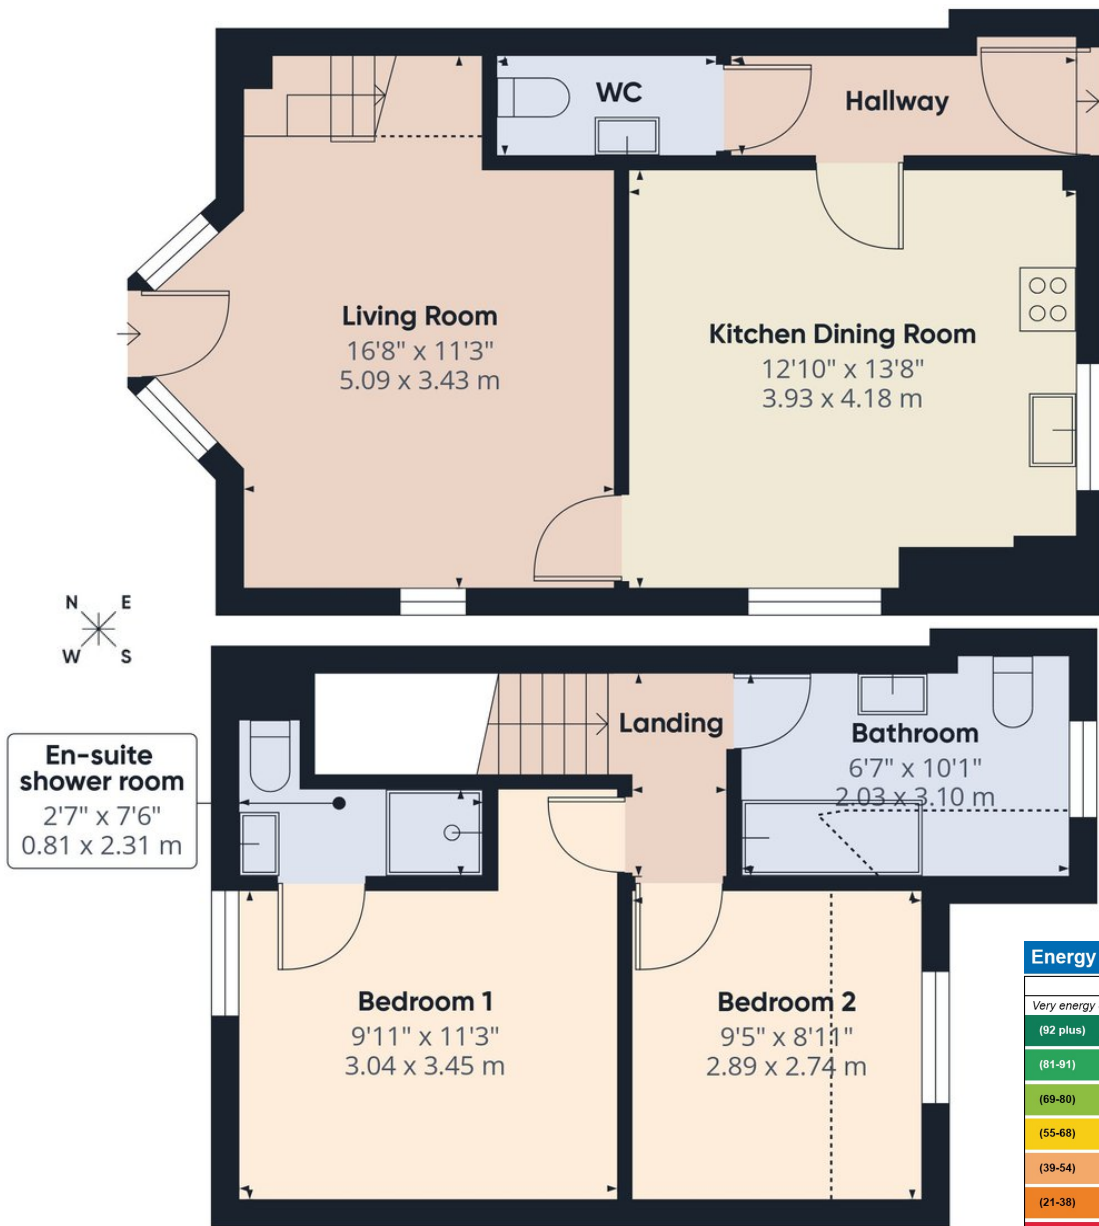 WC
Hallway
Living Room
16'8" x 11'3"
5.09 x 3.43 m
Kitchen Dining Room
12'10" x 13'8"
3.93 x 4.18 m
N E
W S
En-suite
shower room
2'7" x 7'6"
0.81 x 2.31 m
Landing
Bathroom
6'7" x 10'1"
2.03 x 3.10 m
Bedroom 1
9'11" x 11'3"
3.04 x 3.45 m
Bedroom 2
9'5" x 8'11"
2.89 x 2.74 m
Energy
Very energy
(92 plus)
(81-91)
(69-80)
(55-68)
(39-54)
(21-38)